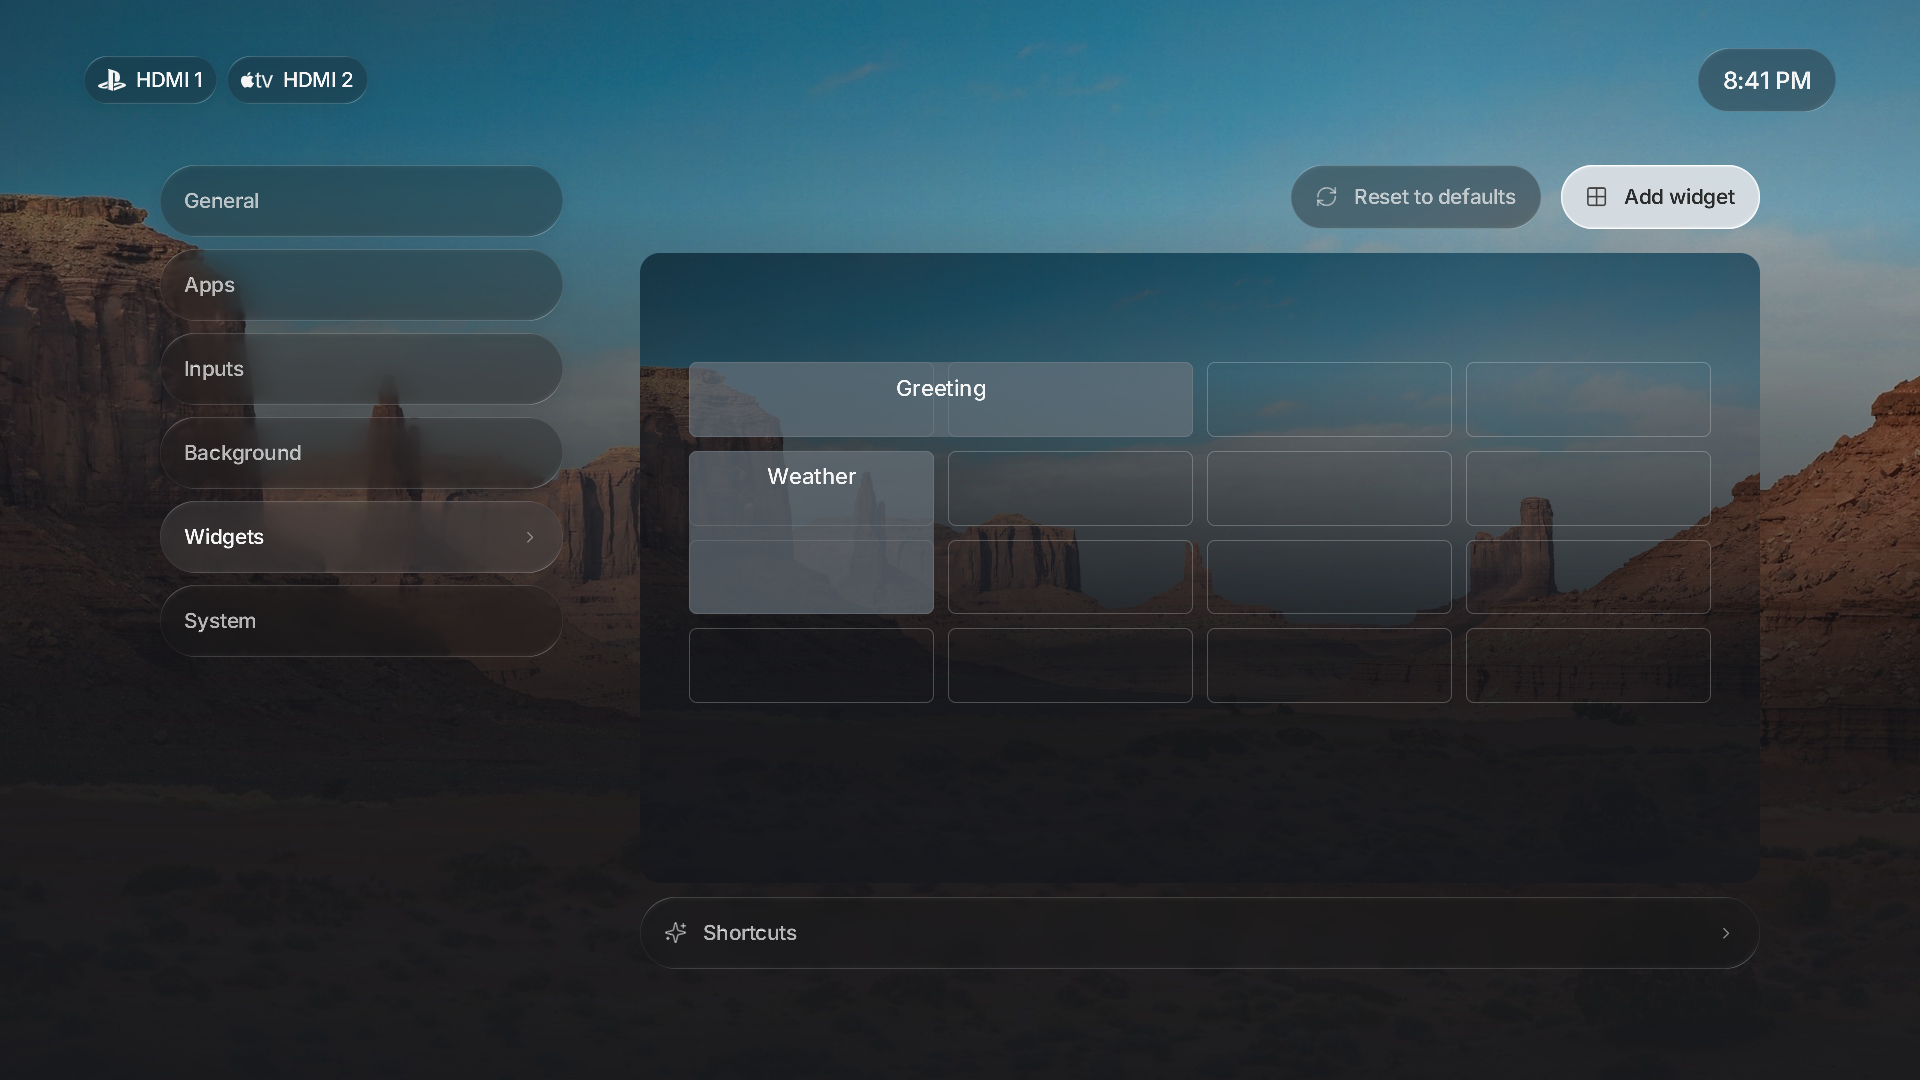 HDMI 1
tv HDMI 2
8:41 PM
General
Apps
Inputs
Background
Widgets
System
Reset to defaults
Add widget
Greeting
Weather
Shortcuts